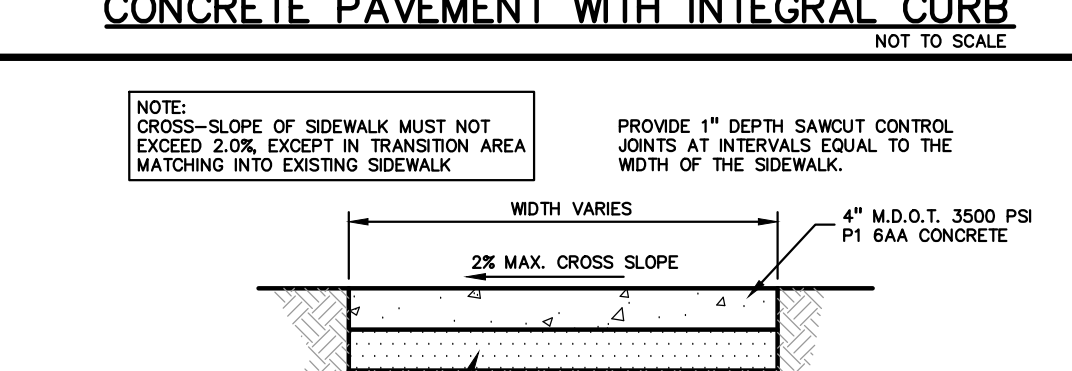 CONCRETE PAVEMENT WITH INTEGRAL CURB
NOT TO SCALE
NOTE:
CROSS-SLOPE OF SIDEWALK MUST NOT
EXCEED 2.0%, EXCEPT IN TRANSITION AREA
MATCHING INTO EXISTING SIDEWALK
PROVIDE 1" DEPTH SAWCUT CONTROL
JOINTS AT INTERVALS EQUAL TO THE
WIDTH OF THE SIDEWALK.
WIDTH VARIES
4" M.D.O.T. 3500 PSI
P1 6AA CONCRETE
2% MAX. CROSS SLOPE